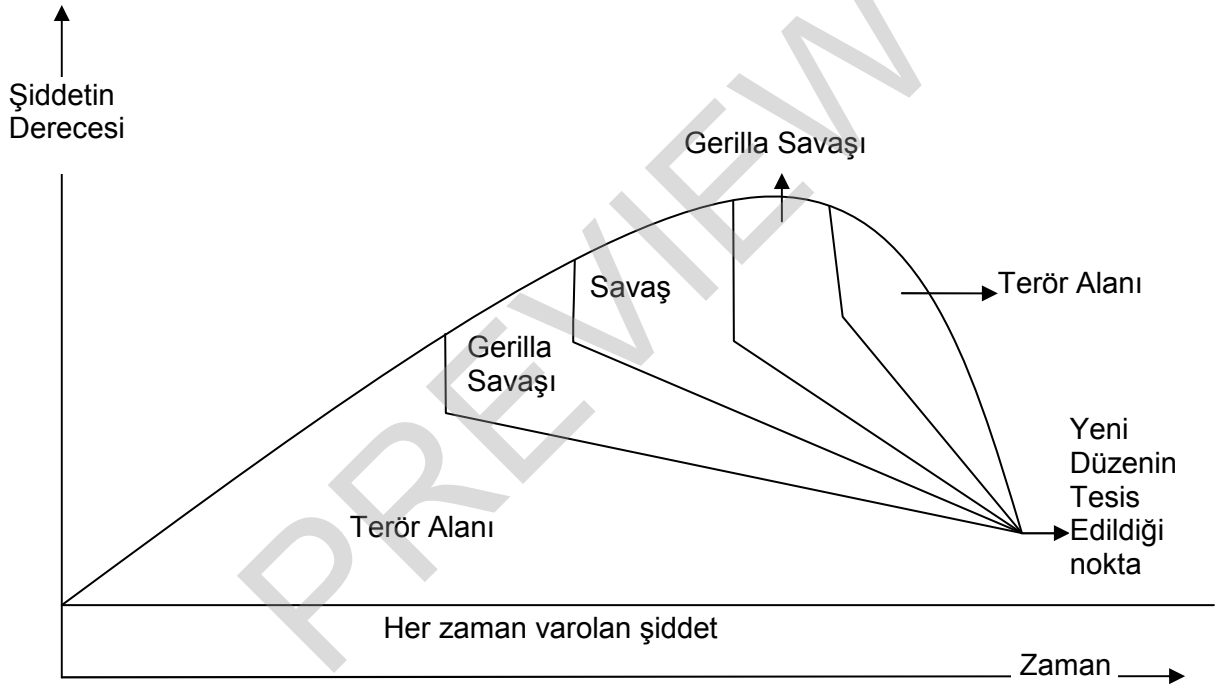 Şiddetin
Derecesi
Gerilla Savaşı
Savaş
Terör Alanı
Gerilla
Savaşı
Yeni
Düzenin
Tesis
Edildiği
nokta
Terör Alanı
Her zaman varolan şiddet
Zaman
PREVIEW